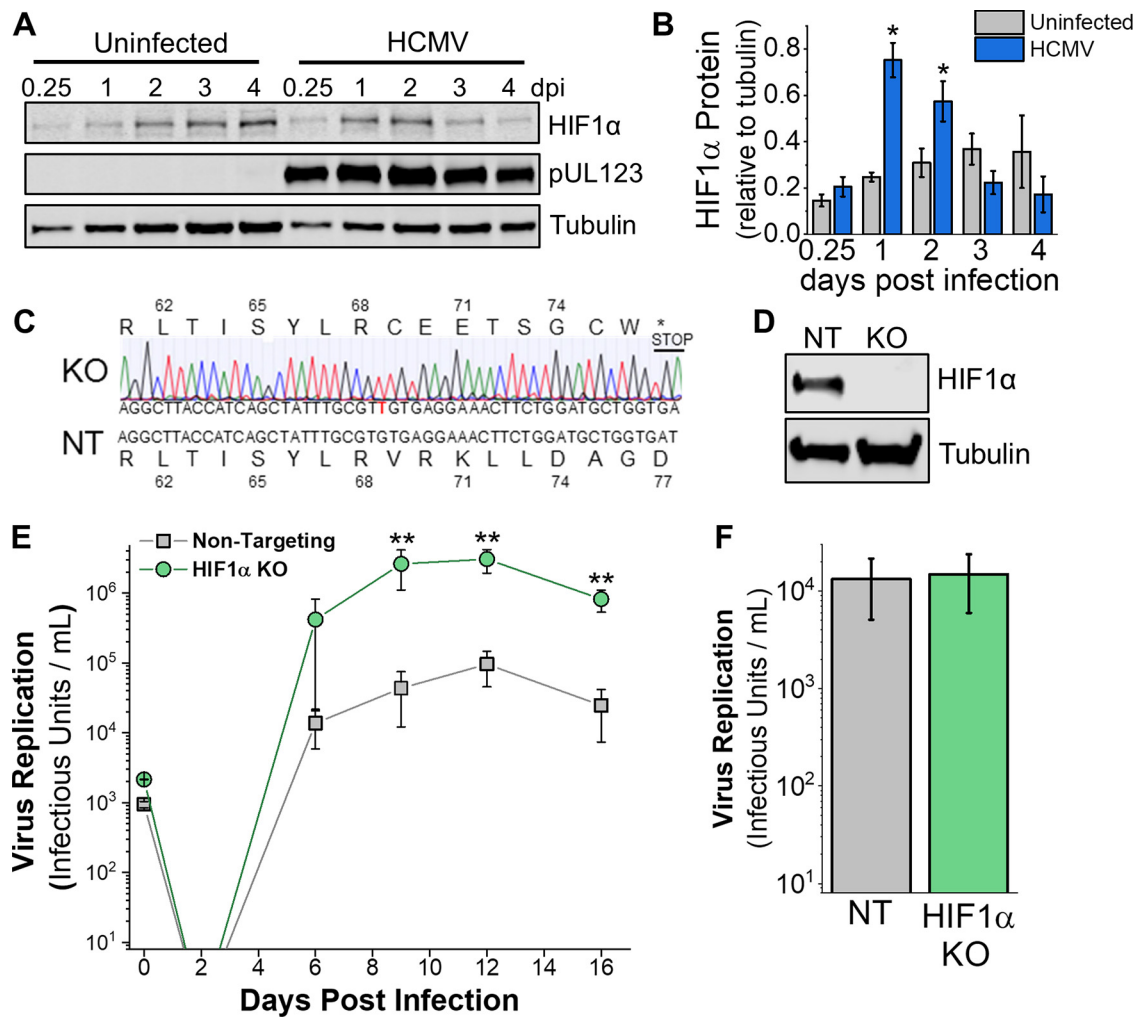 A
Uninfected HCMV
0.25 1 2 3 4 0.25 1 2 3 4 dpi
HIF1α
pUL123
Tubulin
B
Uninfected
HCMV
HIF1α Protein
(relative to tubulin)
0.8
0.6
0.4
0.2
0.0
* *
0.25 1 2 3 4
days post infection
C
62 65 68 71 74
R L T I S Y L R C E E T S G C W *
STOP
KO
AGGCTTACCATCAGCTATTTGCGTTGTGAGGAAACTTCTGGATGCTGGTGA
NT
AGGCTTACCATCAGCTATTTGCGTGTGAGGAAACTTCTGGATGCTGGTGAT
R L T I S Y L R V R K L L D A G D
62 65 68 71 74 77
D
NT KO
HIF1α
Tubulin
E
Non-Targeting
HIF1α KO
** ** **
Virus Replication
(Infectious Units / mL)
10⁶
10⁵
10⁴
10³
10²
10¹
0 2 4 6 8 10 12 14 16
Days Post Infection
F
Virus Replication
(Infectious Units / mL)
10⁴
10³
10²
10¹
NT HIF1α
KO